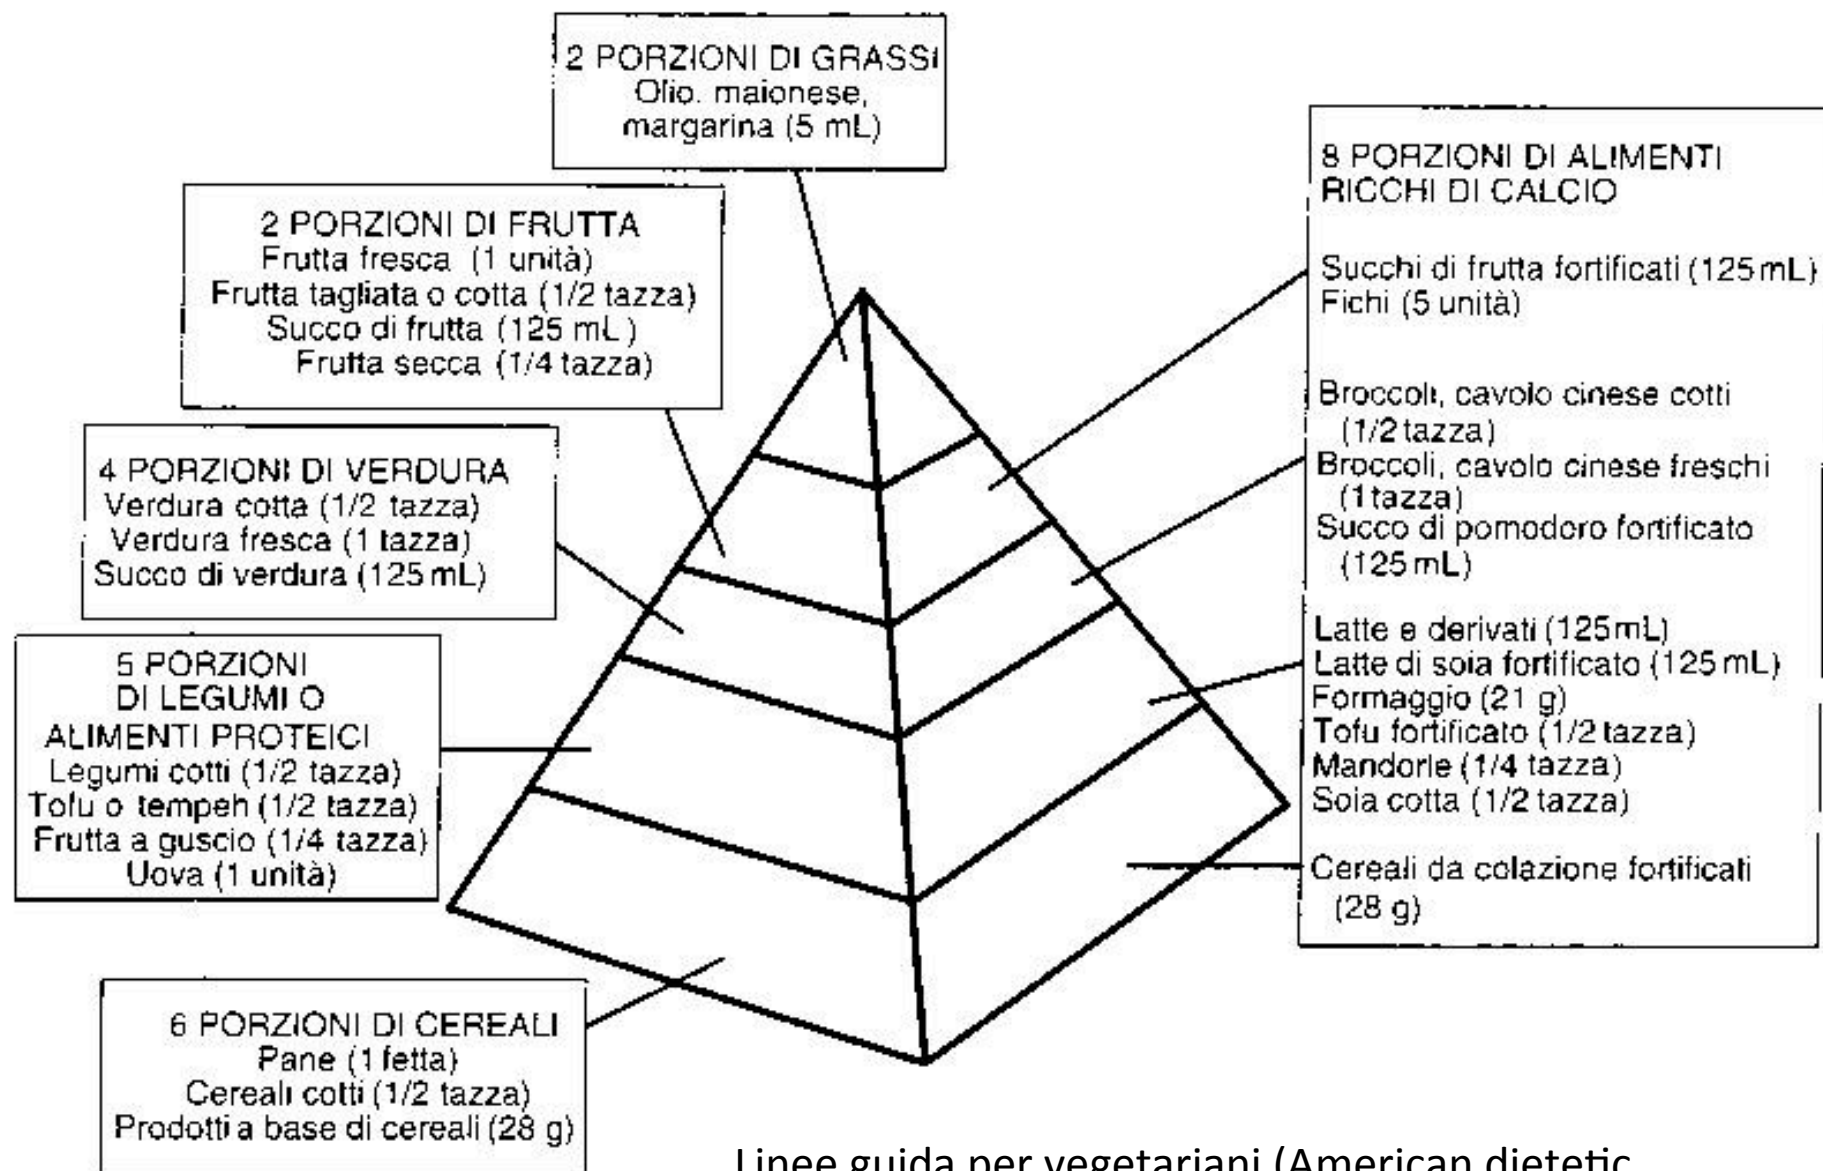 2 PORZIONI DI GRASSI
Olio, maionese,
margarina (5 mL)
2 PORZIONI DI FRUTTA
Frutta fresca (1 unità)
Frutta tagliata o cotta (1/2 tazza)
Succo di frutta (125 mL)
Frutta secca (1/4 tazza)
4 PORZIONI DI VERDURA
Verdura cotta (1/2 tazza)
Verdura fresca (1 tazza)
Succo di verdura (125 mL)
5 PORZIONI
DI LEGUMI O
ALIMENTI PROTEICI
Legumi cotti (1/2 tazza)
Tofu o tempeh (1/2 tazza)
Frutta a guscio (1/4 tazza)
Uova (1 unità)
6 PORZIONI DI CEREALI
Pane (1 fetta)
Cereali cotti (1/2 tazza)
Prodotti a base di cereali (28 g)
8 PORZIONI DI ALIMENTI
RICCHI DI CALCIO
Succhi di frutta fortificati (125 mL)
Fichi (5 unità)
Broccoli, cavolo cinese cotti
(1/2 tazza)
Broccoli, cavolo cinese freschi
(1 tazza)
Succo di pomodoro fortificato
(125 mL)
Latte e derivati (125 mL)
Latte di soia fortificato (125 mL)
Formaggio (21 g)
Tofu fortificato (1/2 tazza)
Mandorle (1/4 tazza)
Soia cotta (1/2 tazza)
Cereali da colazione fortificati
(28 g)
Linee guida per vegetariani (American dietetic